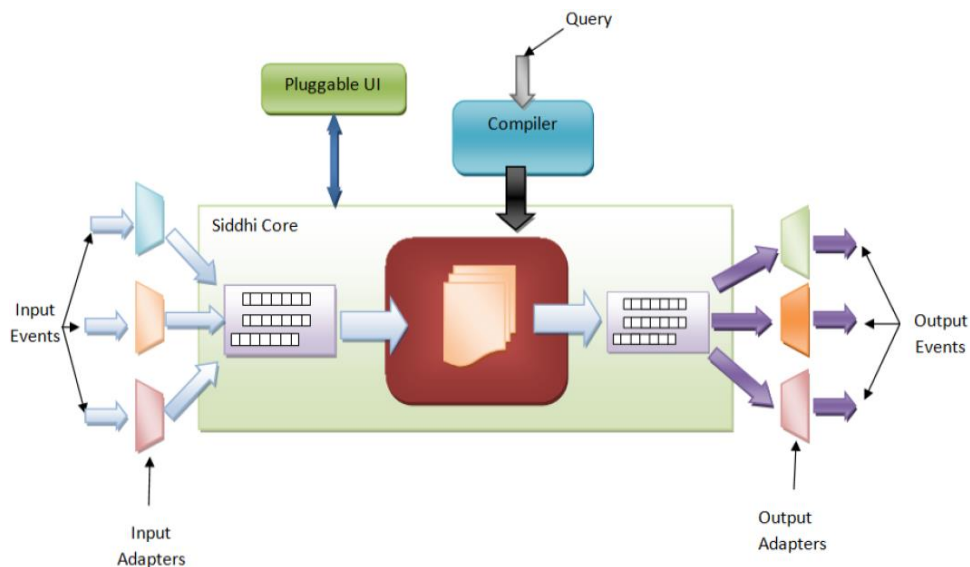 Query
Pluggable UI
Compiler
Siddhi Core
Input
Events
Output
Events
Input
Adapters
Output
Adapters